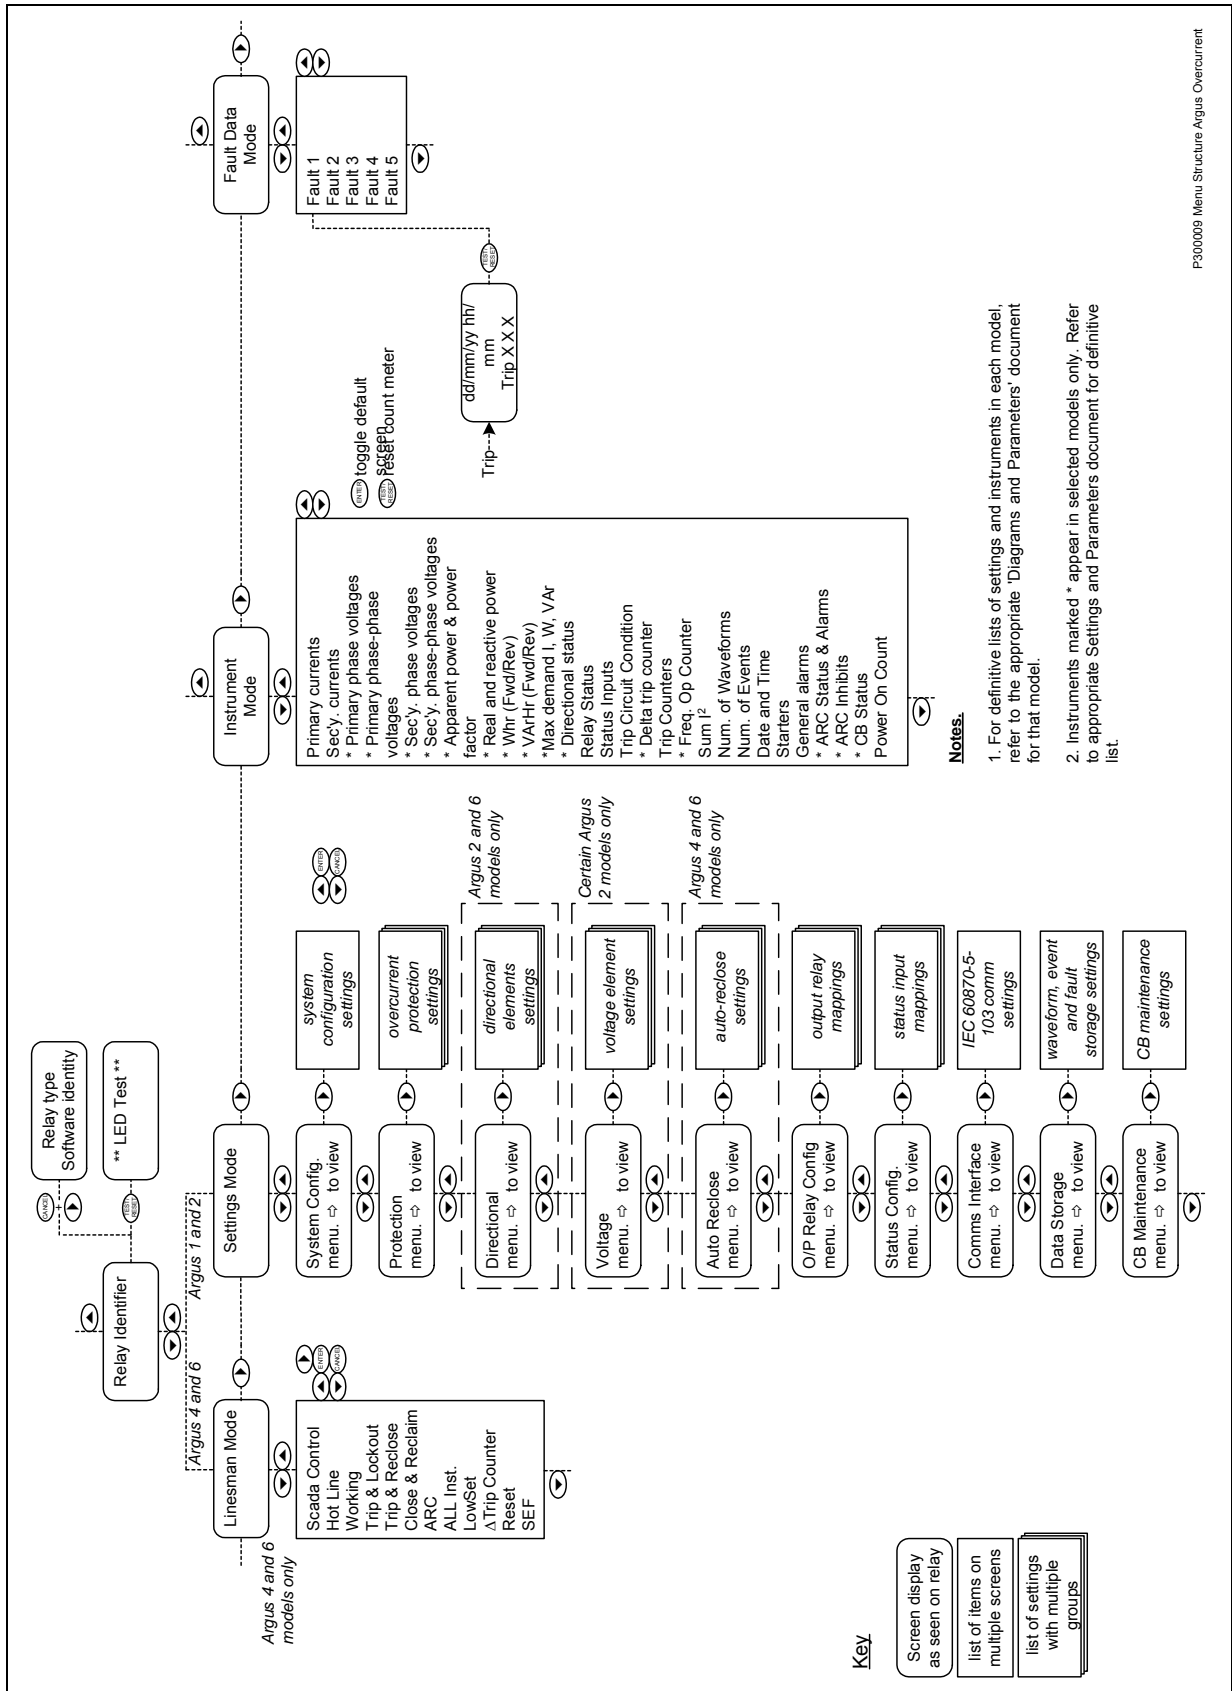 Relay Identifier
CANCEL
+
Relay type
Software identity
TEST/
RESET
** LED Test **
Argus 4 and 6
Argus 1 and 2
Linesman Mode
Settings Mode
Instrument
Mode
Fault Data
Mode
Argus 4 and 6
models only
ENTER
CANCEL
Scada Control
Hot Line
Working
Trip & Lockout
Trip & Reclose
Close & Reclaim
ARC
ALL Inst.
LowSet
ΔTrip Counter
Reset
SEF
System Config.
menu. ⇨ to view
system
configuration
settings
ENTER
CANCEL
Protection
menu. ⇨ to view
overcurrent
protection
settings
Directional
menu. ⇨ to view
directional
elements
settings
Argus 2 and 6
models only
Voltage
menu. ⇨ to view
voltage element
settings
Certain Argus
2 models only
Auto Reclose
menu. ⇨ to view
auto-reclose
settings
Argus 4 and 6
models only
O/P Relay Config
menu. ⇨ to view
output relay
mappings
Status Config.
menu. ⇨ to view
status input
mappings
Comms Interface
menu. ⇨ to view
IEC 60870-5-
103 comm
settings
Data Storage
menu. ⇨ to view
waveform, event
and fault
storage settings
CB Maintenance
menu. ⇨ to view
CB maintenance
settings
Primary currents
Sec'y. currents
* Primary phase voltages
* Primary phase-phase
voltages
* Sec'y. phase voltages
* Sec'y. phase-phase voltages
* Apparent power & power
factor
* Real and reactive power
* Whr (Fwd/Rev)
* VArHr (Fwd/Rev)
*Max demand I, W, VAr
* Directional status
Relay Status
Status Inputs
Trip Circuit Condition
* Delta trip counter
Trip Counters
* Freq. Op Counter
Sum I²
Num. of Waveforms
Num. of Events
Date and Time
Starters
General alarms
* ARC Status & Alarms
* ARC Inhibits
* CB Status
Power On Count
ENTER
toggle default
screen
TEST/
RESET
reset count meter
Trip
dd/mm/yy hh/
mm
Trip X X X
TEST/
RESET
Fault 1
Fault 2
Fault 3
Fault 4
Fault 5
Key
Screen display
as seen on relay
list of items on
multiple screens
list of settings
with multiple
groups
Notes.
1. For definitive lists of settings and instruments in each model,
refer to the appropriate 'Diagrams and Parameters' document
for that model.
2. Instruments marked * appear in selected models only. Refer
to appropriate Settings and Parameters document for definitive
list.
P300009 Menu Structure Argus Overcurrent